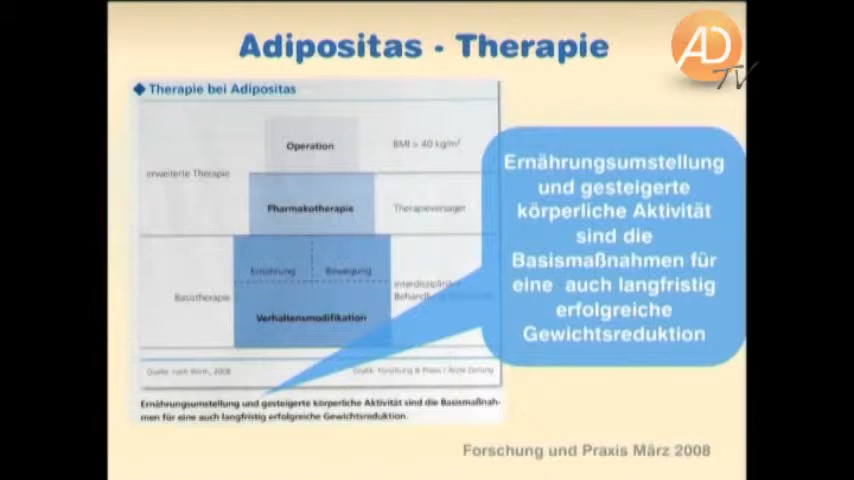 Adipositas - Therapie
AD
TV
Therapie bei Adipositas
Operation
BMI > 40 kg/m²
erweiterte Therapie
Pharmakotherapie
Therapieversager
Ernährung
Bewegung
Basistherapie
Interdisziplinäre
Behandlung
Verhaltensmodifikation
Quelle: nach Wirth, 2008
Grafik: Forschung & Praxis / Ärzte Zeitung
Ernährungsumstellung und gesteigerte körperliche Aktivität sind die Basismaßnah-
men für eine auch langfristig erfolgreiche Gewichtsreduktion.
Ernährungsumstellung
und gesteigerte
körperliche Aktivität
sind die
Basismaßnahmen für
eine auch langfristig
erfolgreiche
Gewichtsreduktion
Forschung und Praxis März 2008